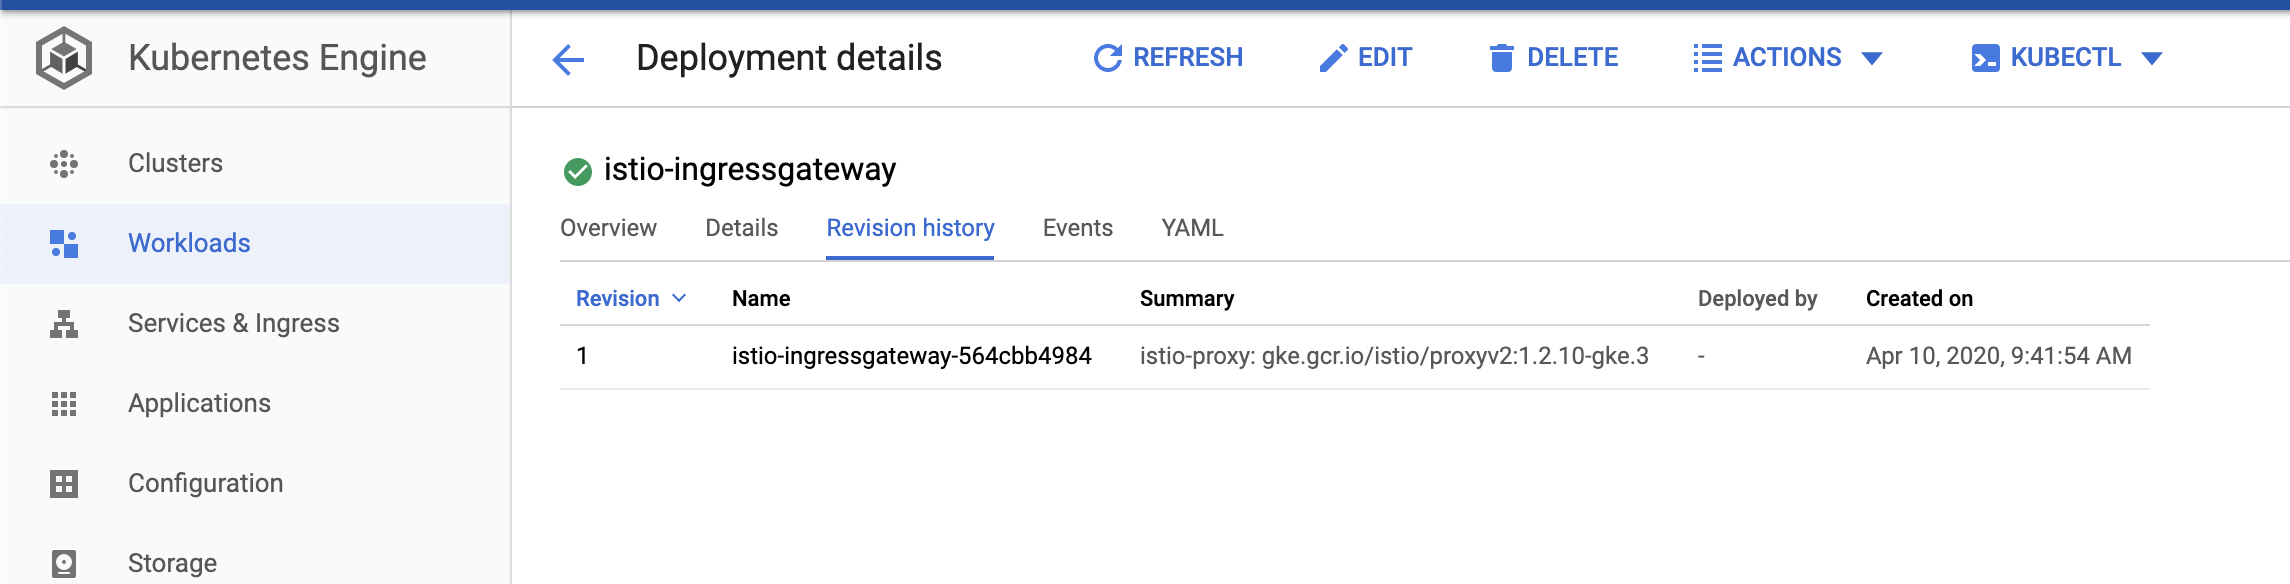 Kubernetes Engine
Deployment details REFRESH EDIT DELETE ACTIONS KUBECTL
Clusters
Workloads
Services & Ingress
Applications
Configuration
Storage
istio-ingressgateway
Overview Details Revision history Events YAML
Revision Name Summary Deployed by Created on
1 istio-ingressgateway-564cbb4984 istio-proxy: gke.gcr.io/istio/proxyv2:1.2.10-gke.3 - Apr 10, 2020, 9:41:54 AM